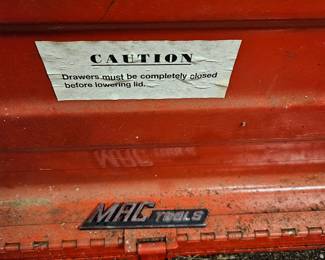 CAUTION
Drawers must be completely closed
before lowering lid.
MAC TOOLS